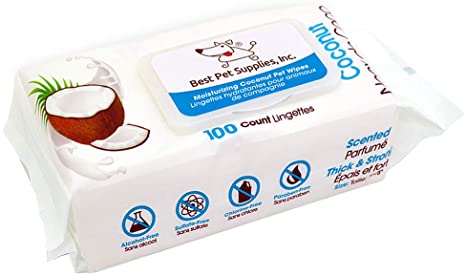 Best Pet Supplies, Inc.
Moisturizing Coconut Pet Wipes
Lingettes hydratantes pour animaux
de compagnie
100 Count Lingettes
Coconut
Scented
Parfumé
Thick & Strong
Épais et fort
Size:
Alcohol-Free
Sans alcool
Sulfate-Free
Sans sulfate
Chlorine-Free
Sans chlore
Paraben-Free
Sans paraben